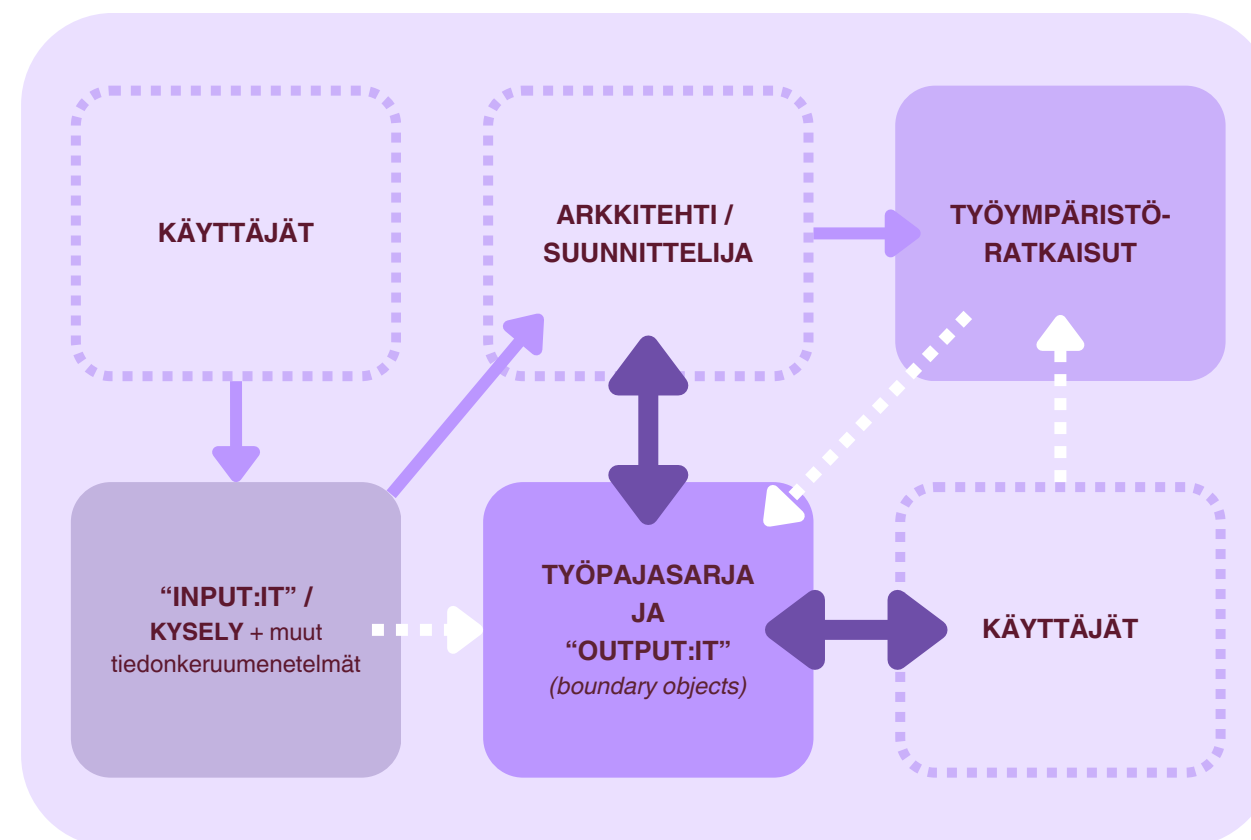 KÄYTTÄJÄT
ARKKITEHTI /
SUUNNITTELIJA
TYÖYMPÄRISTÖ-
RATKAISUT
“INPUT:IT” /
KYSELY + muut
tiedonkeruumenetelmät
TYÖPAJASARJA
JA
“OUTPUT:IT”
(boundary objects)
KÄYTTÄJÄT